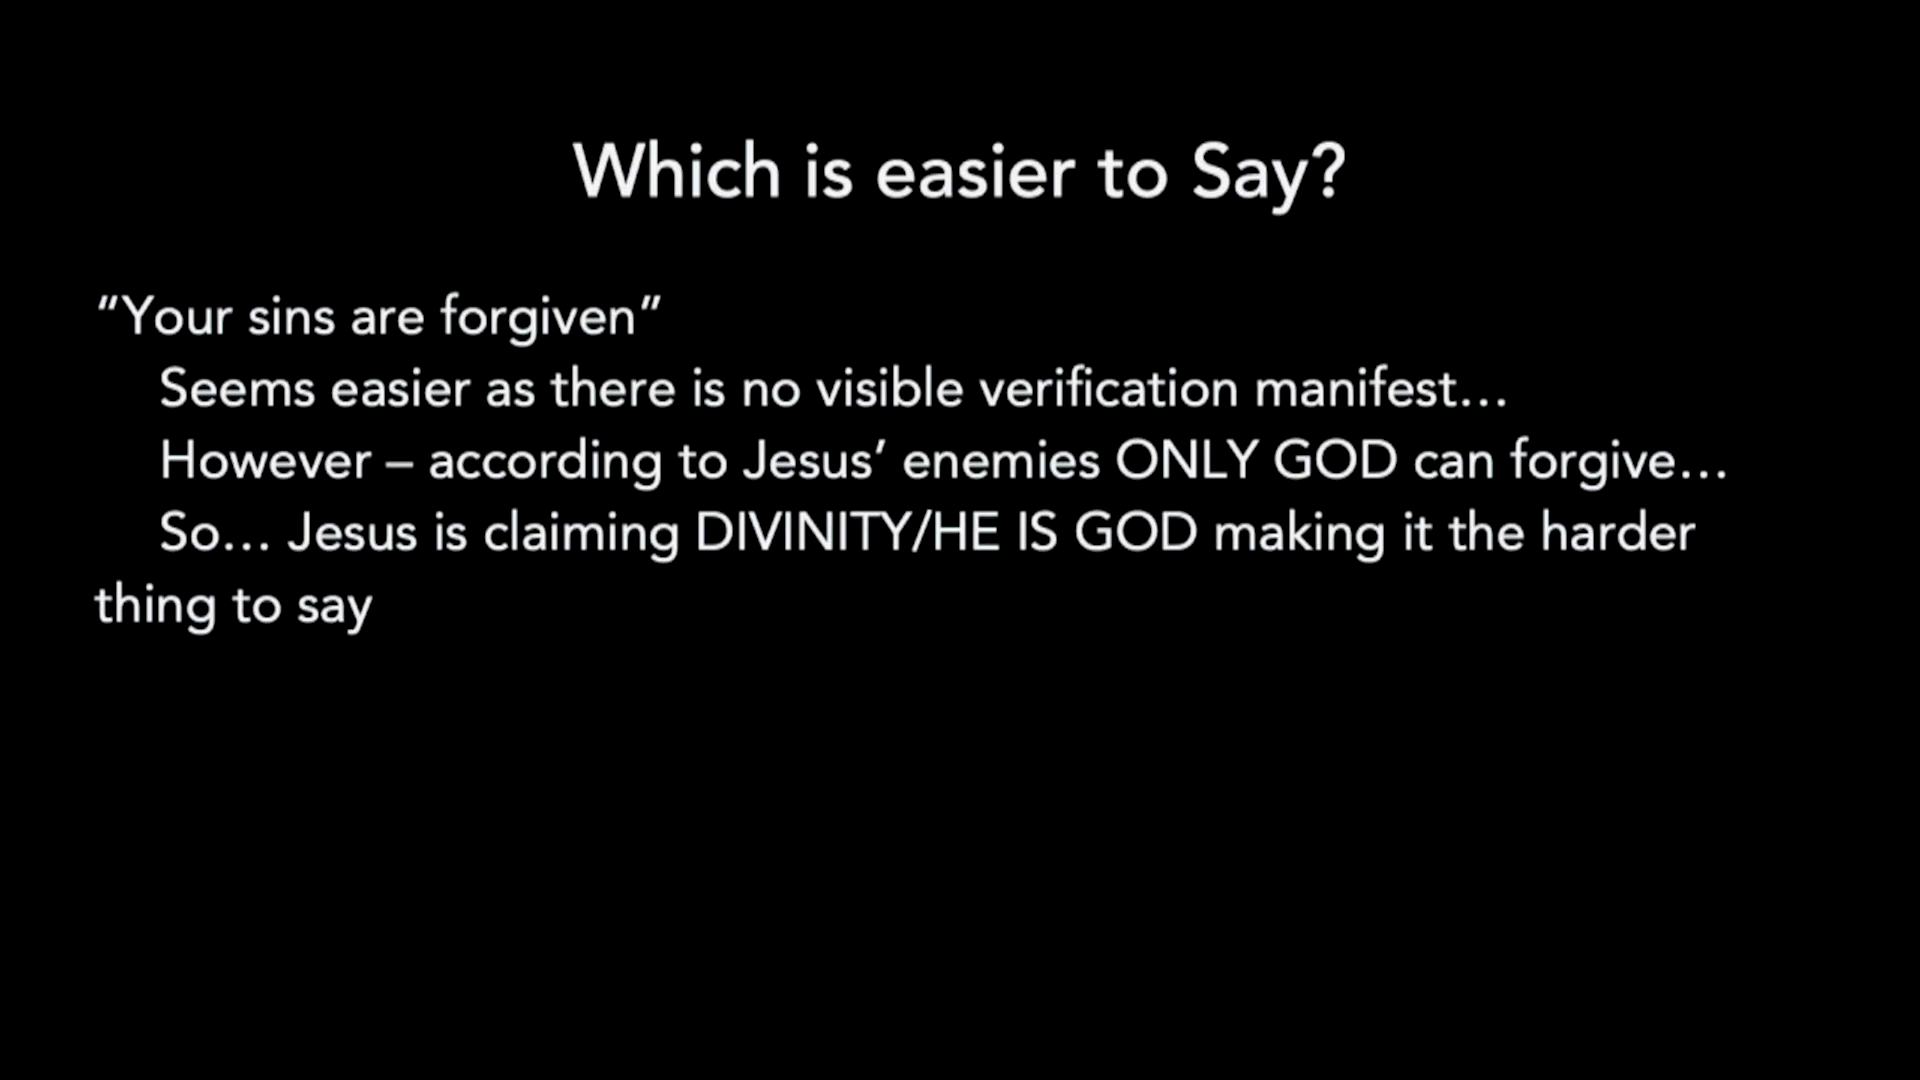 Which is easier to Say?
"Your sins are forgiven"
Seems easier as there is no visible verification manifest…
However – according to Jesus’ enemies ONLY GOD can forgive…
So… Jesus is claiming DIVINITY/HE IS GOD making it the harder
thing to say